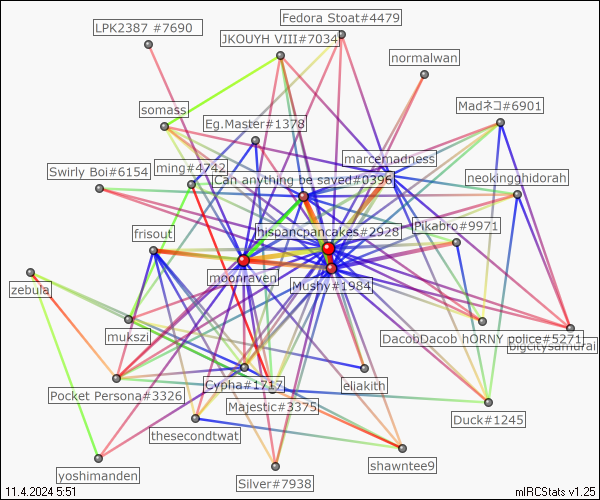 Fedora Stoat#4479
LPK2387 #7690
JKOUYH VIII#7034
normalwan
Madネコ#6901
somass
Eg.Master#1378
marcemadness
Swirly Boi#6154
ming#4742
Can anything be saved#0396
neokingghidorah
Pikabro#9971
frisout
hispancpancakes#2928
moonraven
Mushy#1984
zebula
mukszi
DacobDacob hORNY police#5271
bigcitysamurai
Cypha#1717
eliakith
Pocket Persona#3326
Majestic#3375
Duck#1245
thesecondtwat
shawntee9
yoshimanden
Silver#7938
11.4.2024 5:51
mIRCStats v1.25